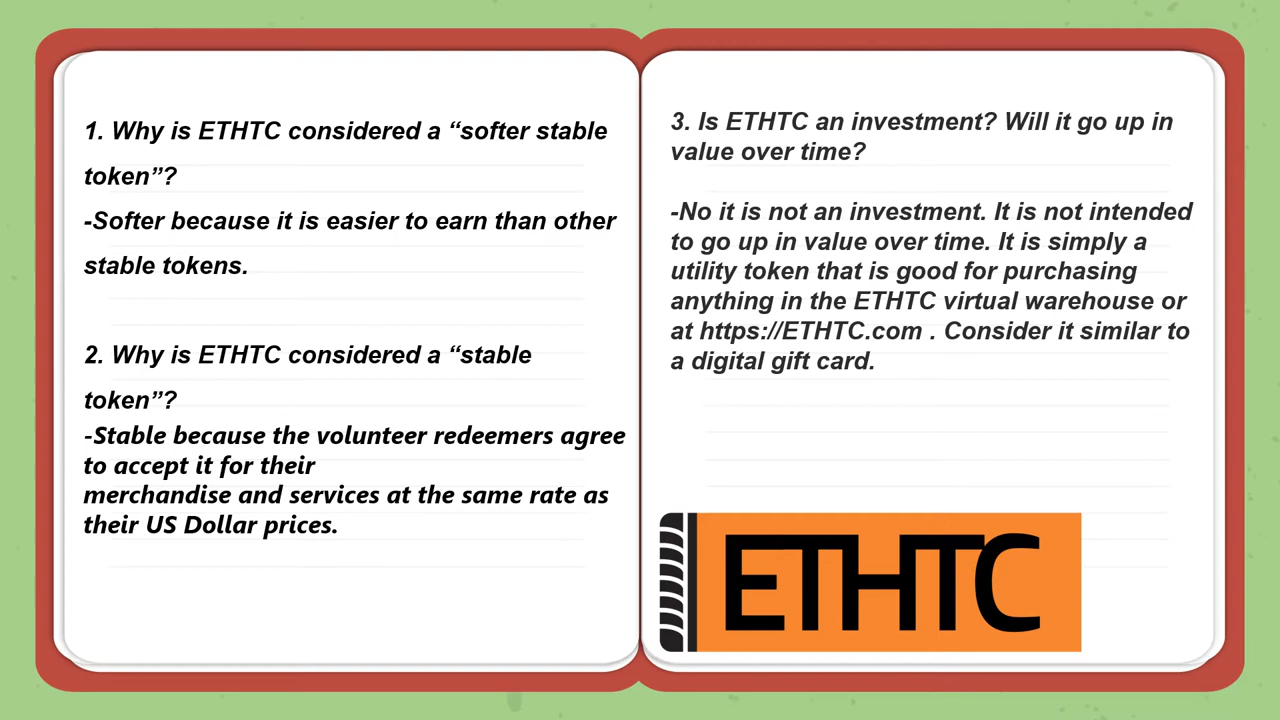 1. Why is ETHTC considered a “softer stable
token”?
-Softer because it is easier to earn than other
stable tokens.
2. Why is ETHTC considered a “stable
token”?
-Stable because the volunteer redeemers agree
to accept it for their
merchandise and services at the same rate as
their US Dollar prices.
3. Is ETHTC an investment? Will it go up in
value over time?
-No it is not an investment. It is not intended
to go up in value over time. It is simply a
utility token that is good for purchasing
anything in the ETHTC virtual warehouse or
at https://ETHTC.com . Consider it similar to
a digital gift card.
ETHTC